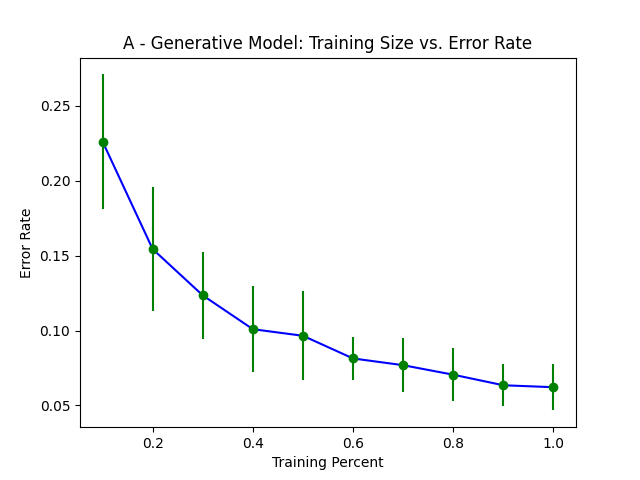 A - Generative Model: Training Size vs. Error Rate
0.25
0.20
0.15
0.10
0.05
Error Rate
0.2 0.4 0.6 0.8 1.0
Training Percent